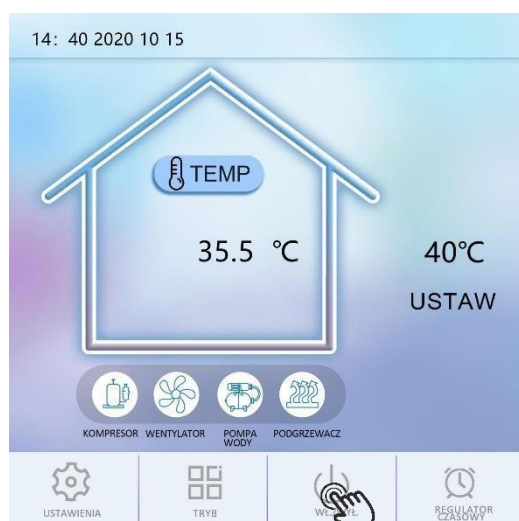 14: 40 2020 10 15
TEMP
35.5 °C
40°C
USTAW
KOMPRESOR WENTYLATOR POMPA WODY PODGRZEWACZ
USTAWIENIA
TRYB
REGULATOR
CZASOWY